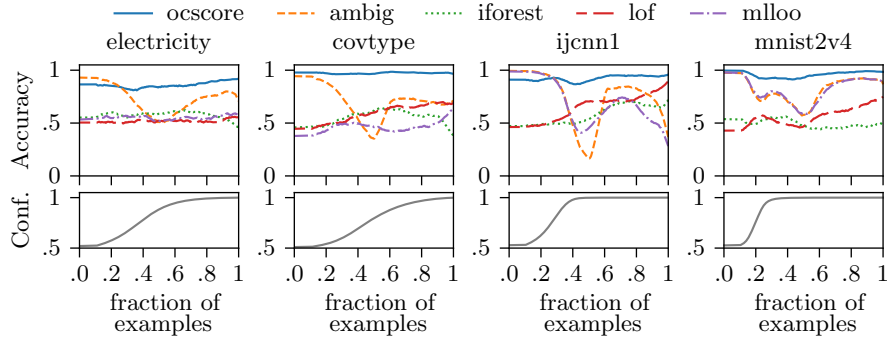 ocscore ambig iforest lof mlloo
electricity covtype ijcnn1 mnist2v4
Accuracy
1 1 1 1
.5 .5 .5 .5
0 0 0 0
Conf.
1 1 1 1
.5 .5 .5 .5
.0 .2 .4 .6 .8 1 .0 .2 .4 .6 .8 1 .0 .2 .4 .6 .8 1 .0 .2 .4 .6 .8 1
fraction of fraction of fraction of fraction of
examples examples examples examples